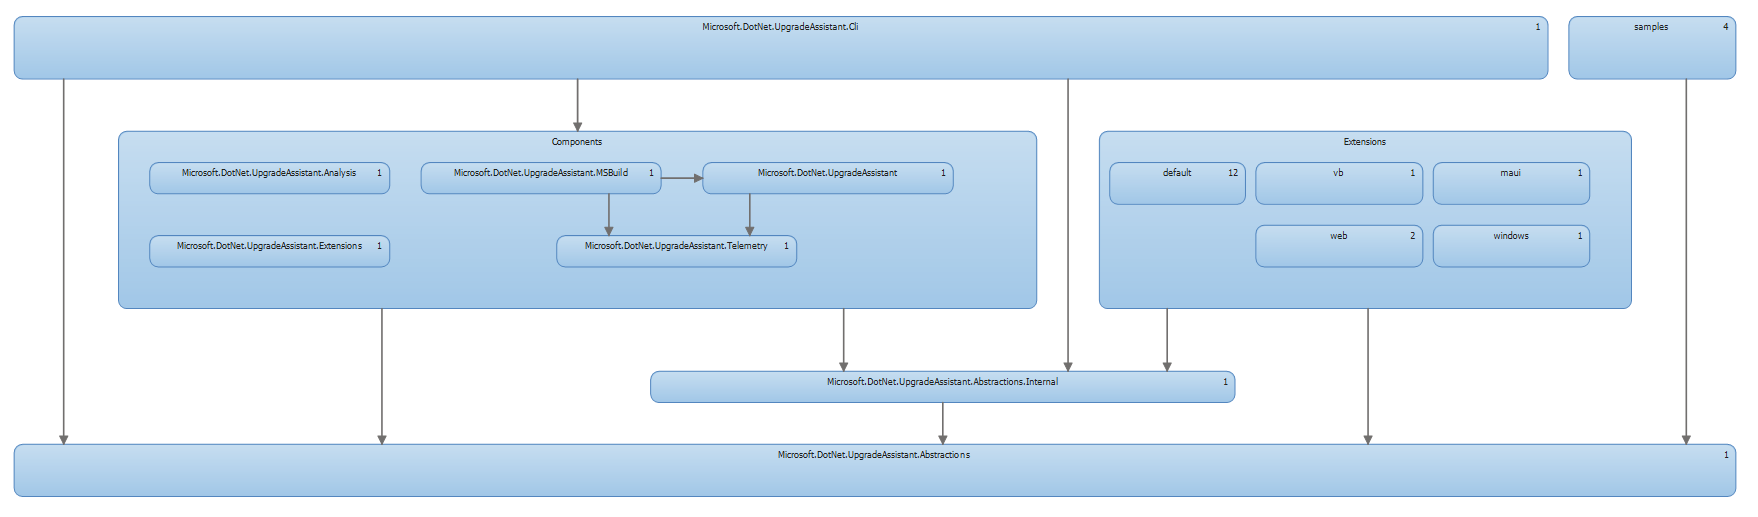 Microsoft.DotNet.UpgradeAssistant.Cli 1
samples 4
Components
Extensions
Microsoft.DotNet.UpgradeAssistant.Analysis 1
Microsoft.DotNet.UpgradeAssistant.MSBuild 1
Microsoft.DotNet.UpgradeAssistant 1
default 12
vb 1
maui 1
Microsoft.DotNet.UpgradeAssistant.Extensions 1
Microsoft.DotNet.UpgradeAssistant.Telemetry 1
web 2
windows 1
Microsoft.DotNet.UpgradeAssistant.Abstractions.Internal 1
Microsoft.DotNet.UpgradeAssistant.Abstractions 1